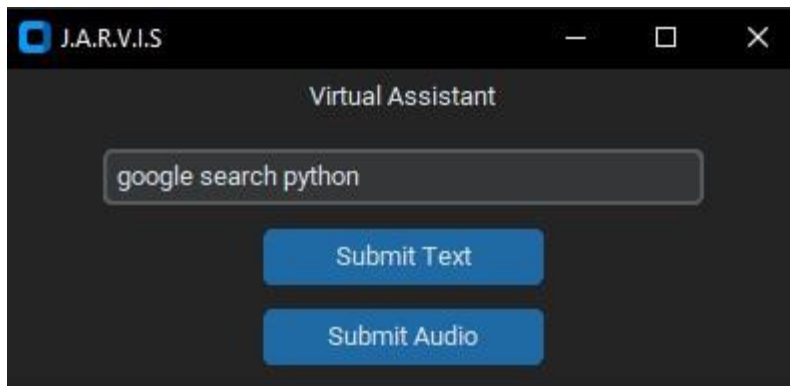 J.A.R.V.I.S
Virtual Assistant
google search python
Submit Text
Submit Audio